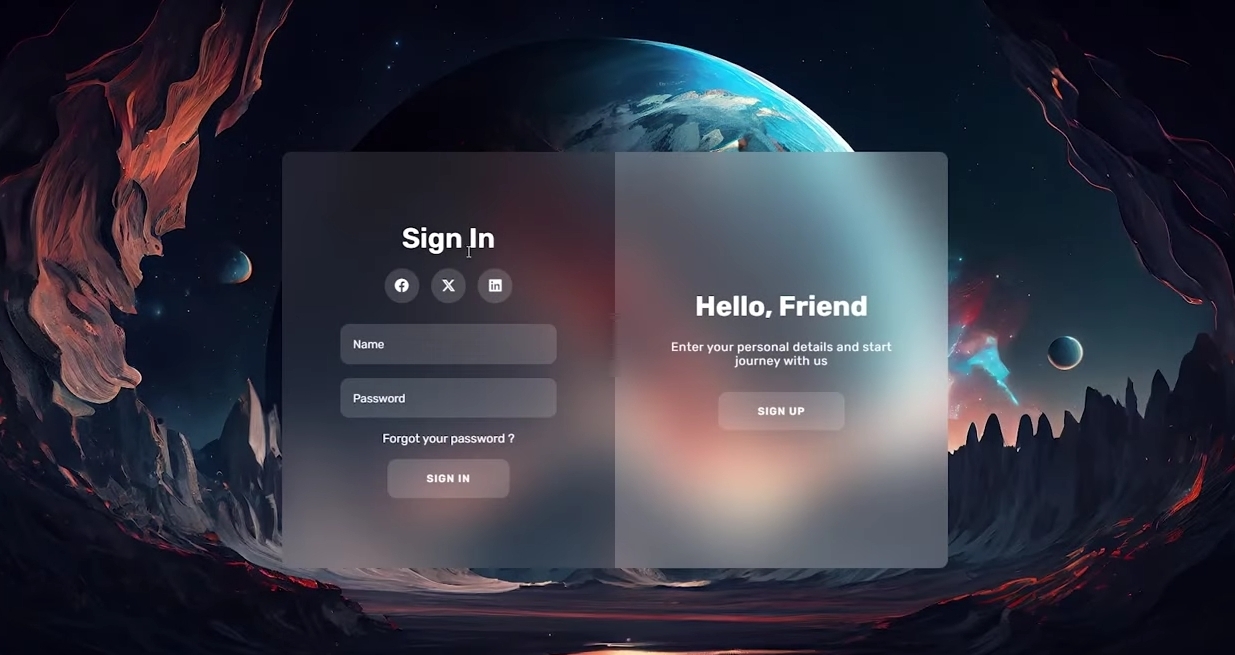 Sign In
Name
Password
Forgot your password ?
SIGN IN
Hello, Friend
Enter your personal details and start
journey with us
SIGN UP